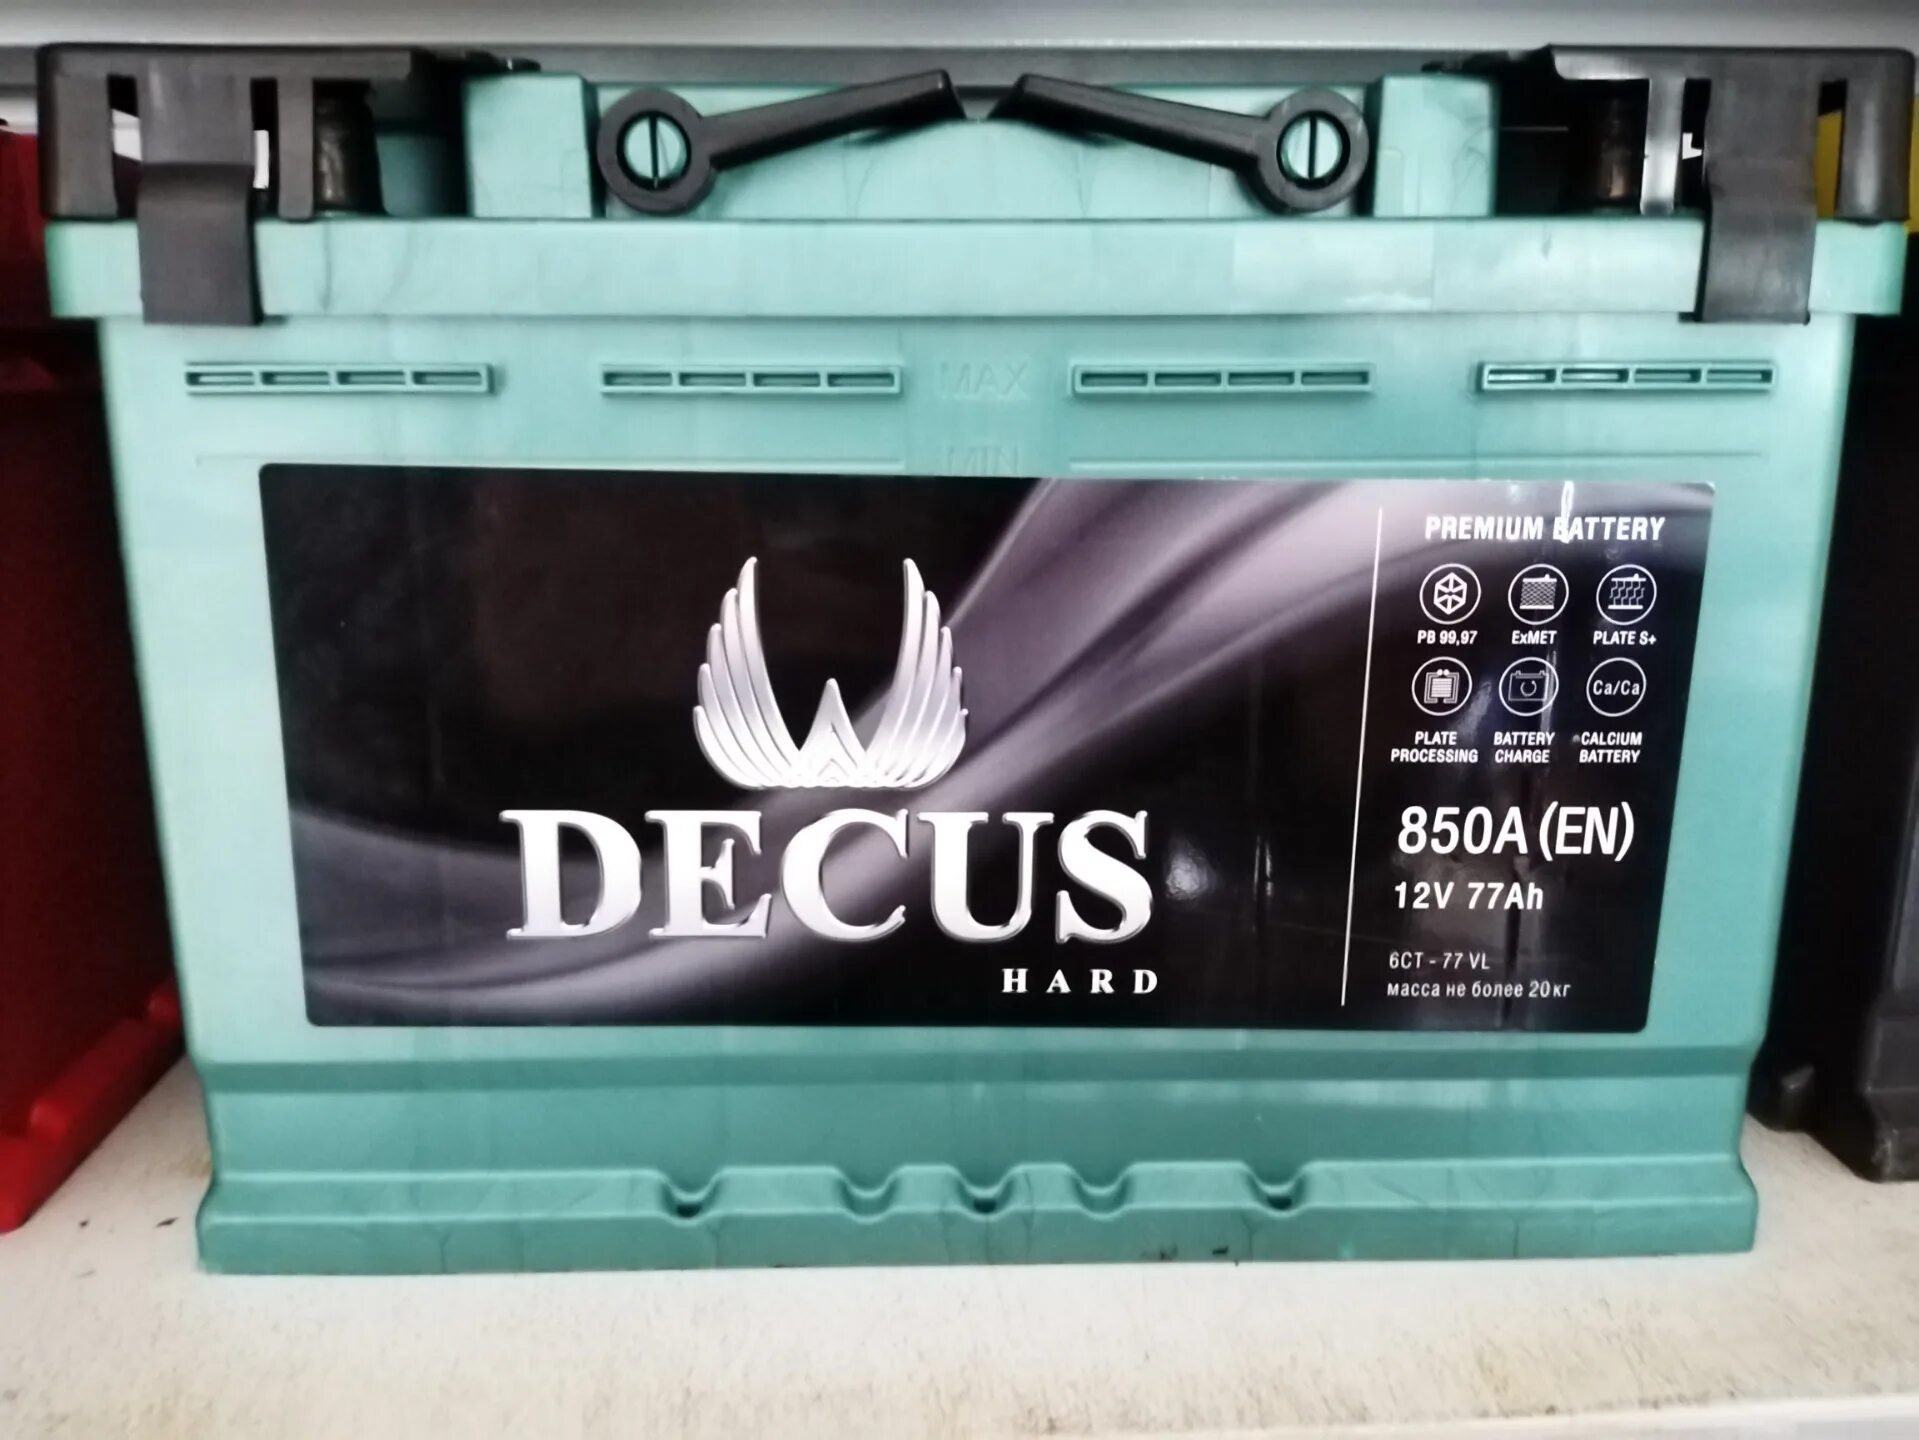 MAX
MIN
PREMIUM BATTERY
PB 99,97 ExMET PLATE S+
Ca/Ca
PLATE PROCESSING
BATTERY CHARGE
CALCIUM BATTERY
850A (EN)
12V 77Ah
6CT - 77 VL
масса не более 20кг
DECUS
HARD